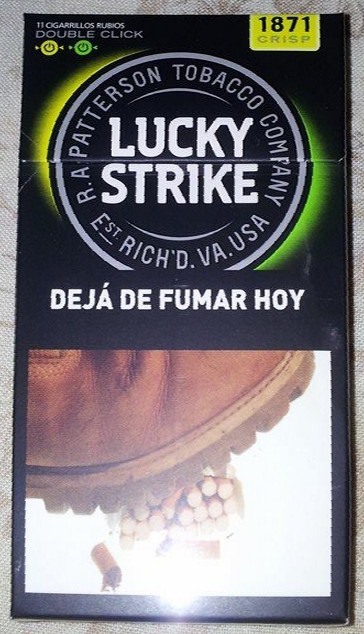 11 CIGARRILLOS RUBIOS
DOUBLE CLICK
1871
CRISP
R.A PATTERSON TOBACCO COMPANY
LUCKY
STRIKE
EST. RICH'D. VA. USA
DEJÁ DE FUMAR HOY